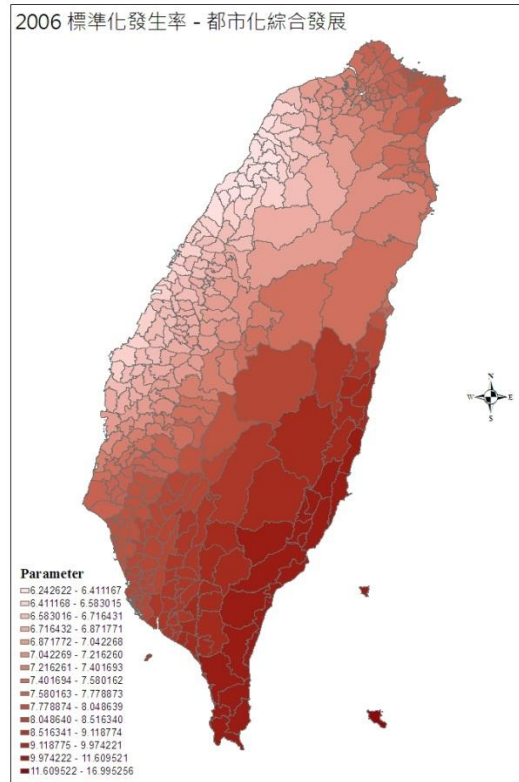 2006 標準化發生率 - 都市化綜合發展
N
W E
S
Parameter
6.242622 - 6.411167
6.411168 - 6.583015
6.583016 - 6.716431
6.716432 - 6.871771
6.871772 - 7.042268
7.042269 - 7.216260
7.216261 - 7.401693
7.401694 - 7.580162
7.580163 - 7.778873
7.778874 - 8.048639
8.048640 - 8.516340
8.516341 - 9.118774
9.118775 - 9.974221
9.974222 - 11.609521
11.609522 - 16.995256